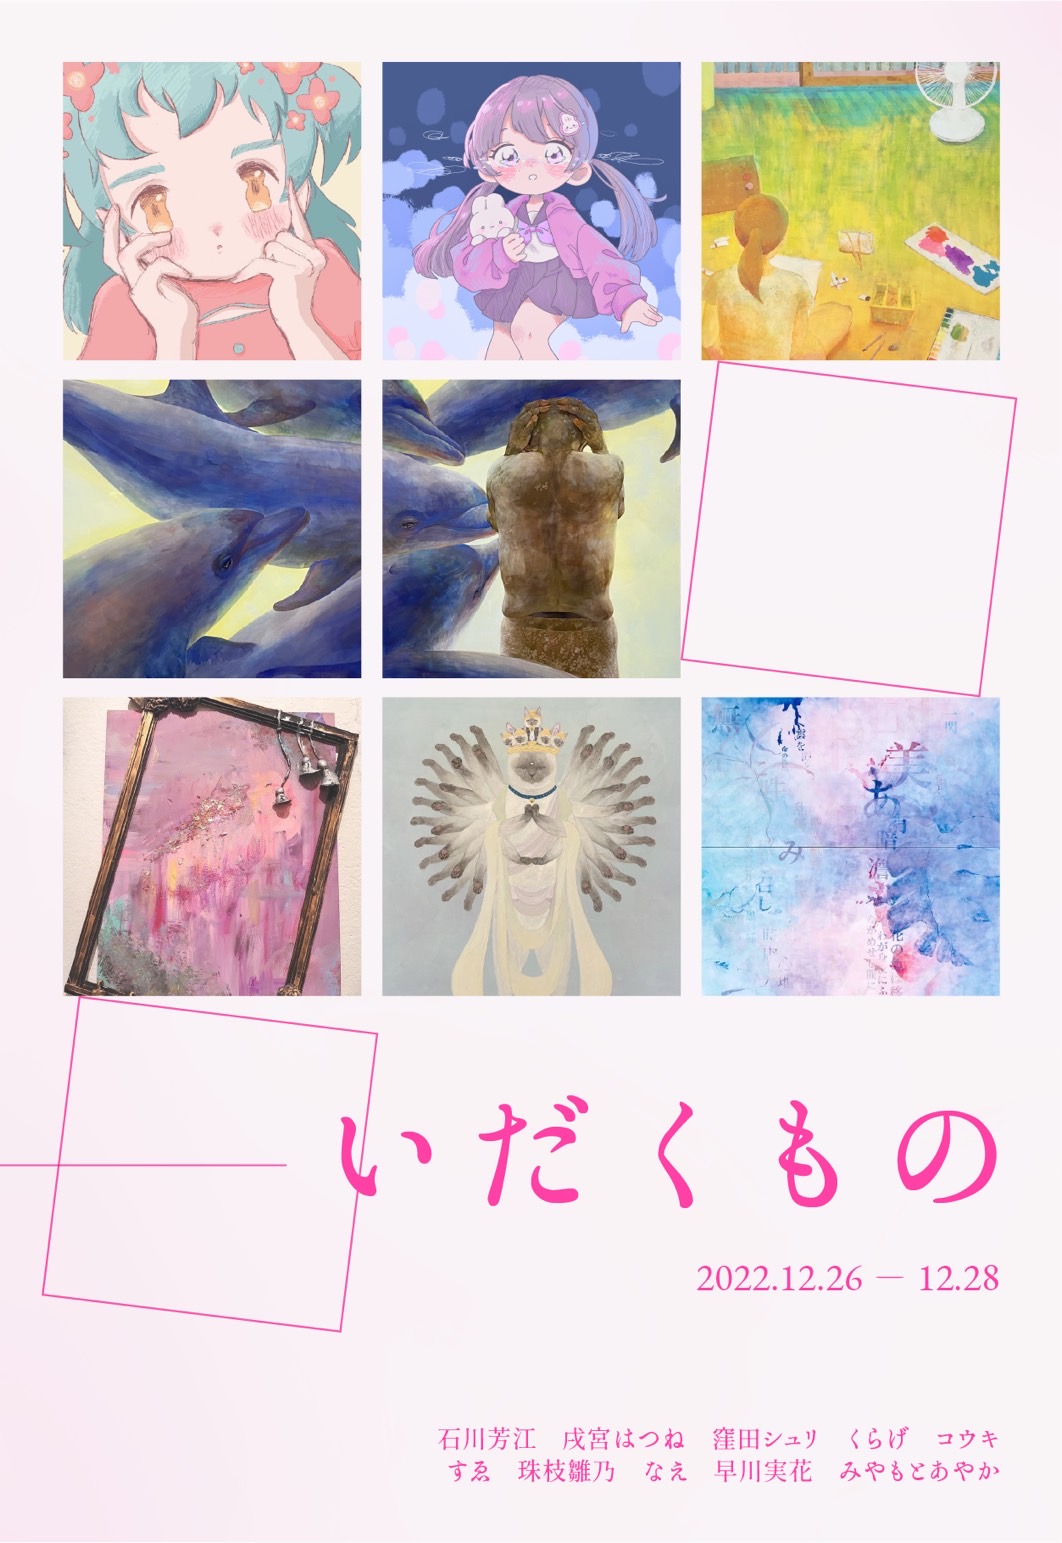 美
み
いだくもの
2022.12.26 — 12.28
石川芳江　戌宮はつね　窪田シュリ　くらげ　コウキ
すゑ　珠枝雛乃　なえ　早川実花　みやもとあやか